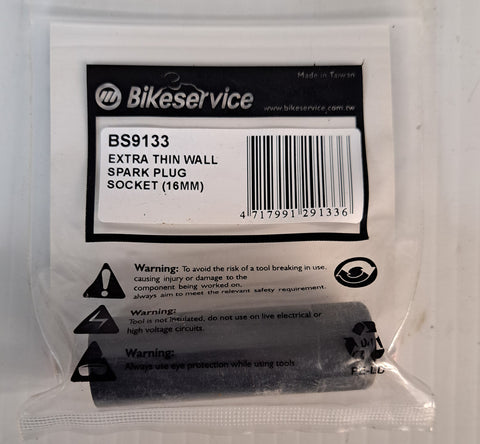 Made in Taiwan
Bikeservice
www.bikeservice.com.tw
BS9133
EXTRA THIN WALL
SPARK PLUG
SOCKET (16MM)
4 717991 291336
Warning: To avoid the risk of a tool breaking in use,
causing injury or damage to the
component being worked on,
always aim to meet the relevant safety requirement.
Warning:
Tool is not insulated, do not use on live electrical or
high voltage circuits.
Warning:
Always use eye protection while using tools
PE-LD